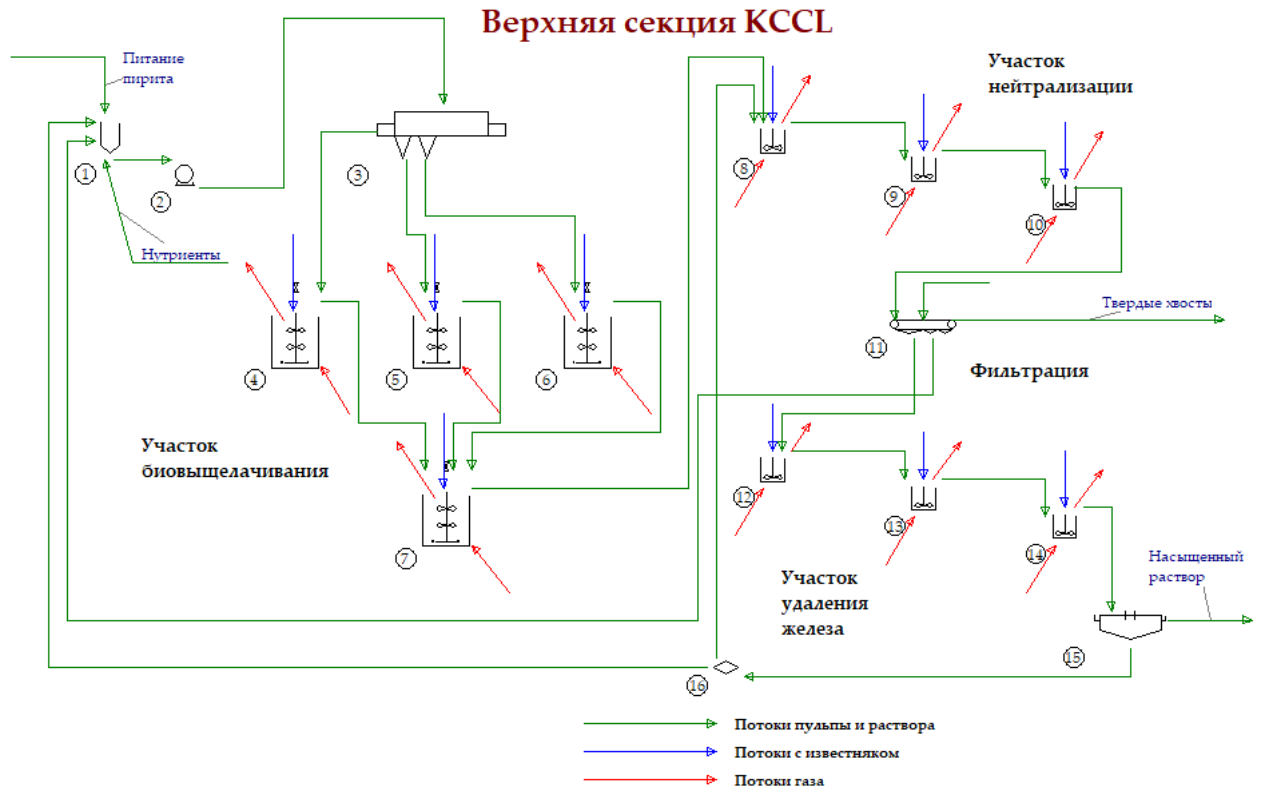 Верхняя секция KCCL
Питание
пирита
Участок
нейтрализации
1
2
3
8
9
10
Нутриенты
Твердые хвосты
11
4
5
6
Фильтрация
Участок
биовыщелачивания
12
13
14
7
Участок
удаления
железа
Насыщенный
раствор
15
16
Потоки пульпы и раствора
Потоки с известняком
Потоки газа